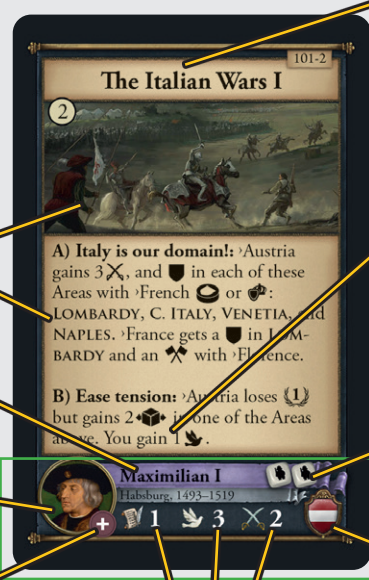 101-2
The Italian Wars I
2
A) Italy is our domain!: ›Austria
gains 3, and in each of these
Areas with ›French or :
LOMBARDY, C. ITALY, VENETIA, and
NAPLES. ›France gets a in LOM-
BARDY and an with ›Florence.
B) Ease tension: ›Austria loses 1
but gains 2 in one of the Areas
above. You gain 1.
Maximilian I
Habsburg, 1493–1519
+ 1 3 2